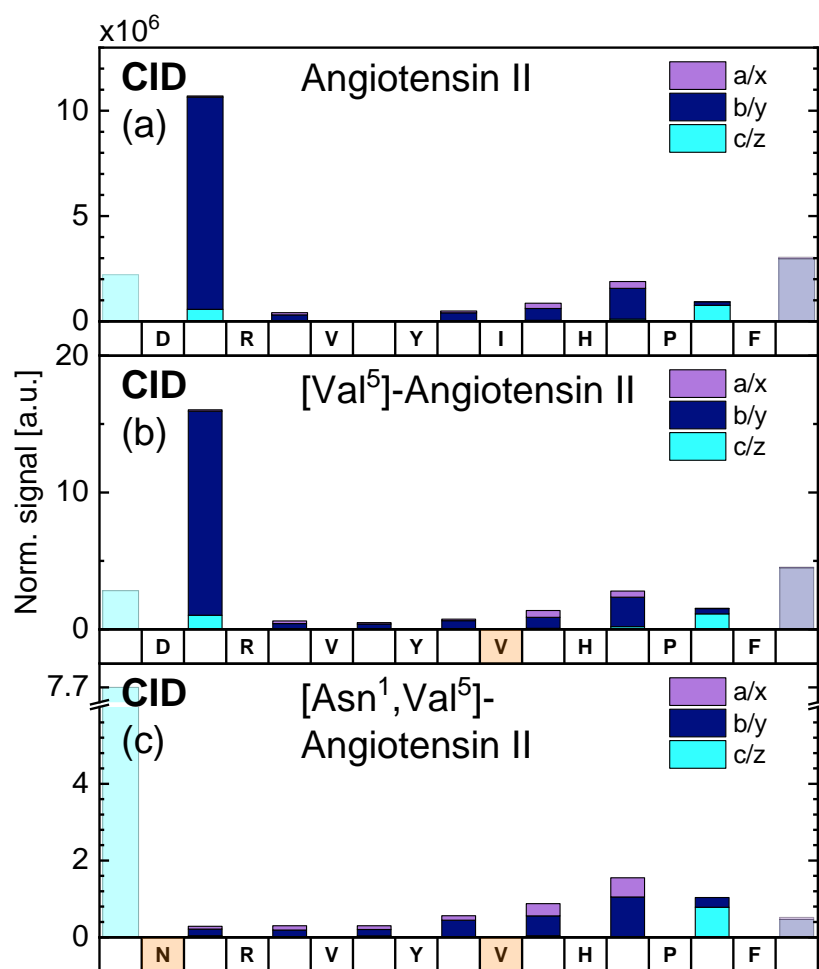 x10⁶
CID
Angiotensin II
(a)
a/x
b/y
c/z
10
5
0
D R V Y I H P F
20
CID
[Val⁵]-Angiotensin II
(b)
a/x
b/y
c/z
10
0
D R V Y V H P F
Norm. signal [a.u.]
7.7
CID
[Asn¹,Val⁵]-
(c)
Angiotensin II
a/x
b/y
c/z
4
2
0
N R V Y V H P F